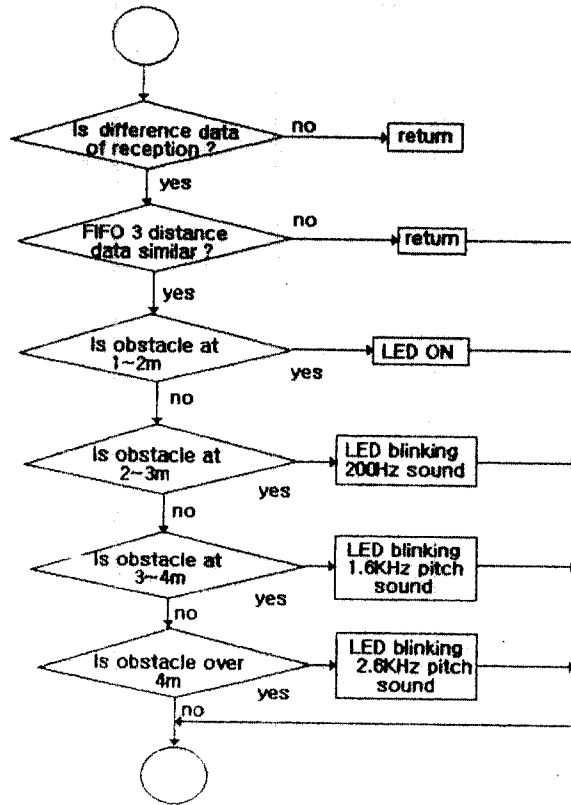 Is difference data
of reception ?
no
return
yes
FIFO 3 distance
data similar ?
no
return
yes
Is obstacle at
1~2m
yes
LED ON
no
Is obstacle at
2~3m
yes
LED blinking
200Hz sound
no
Is obstacle at
3~4m
yes
LED blinking
1.6KHz pitch
sound
no
Is obstacle over
4m
yes
LED blinking
2.6KHz pitch
sound
no